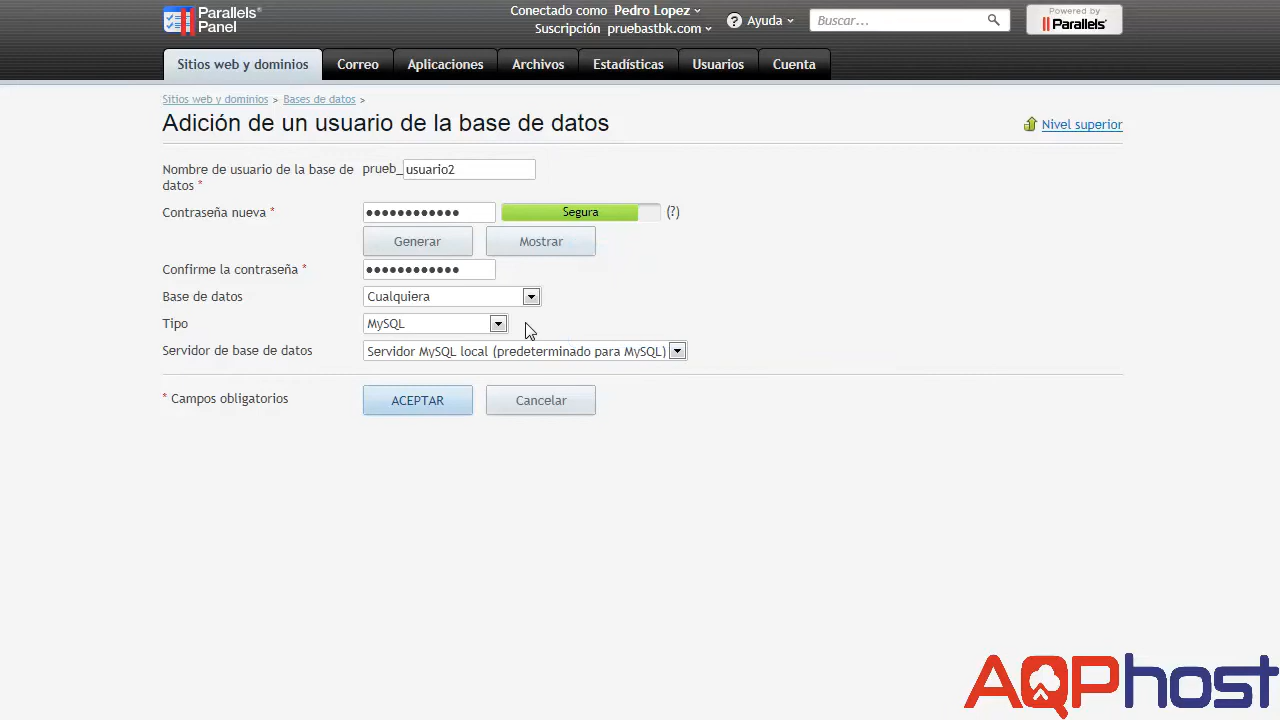 Parallels® Panel
Conectado como Pedro Lopez
Suscripción pruebastbk.com
? Ayuda
Buscar...
Powered by
Parallels®
Sitios web y dominios Correo Aplicaciones Archivos Estadísticas Usuarios Cuenta
Sitios web y dominios > Bases de datos >
Adición de un usuario de la base de datos
Nivel superior
Nombre de usuario de la base de datos * prueb_ usuario2
Contraseña nueva * •••••••••••• Segura (?)
Generar Mostrar
Confirme la contraseña * ••••••••••••
Base de datos Cualquiera
Tipo MySQL
Servidor de base de datos Servidor MySQL local (predeterminado para MySQL)
* Campos obligatorios ACEPTAR Cancelar
AQPhost